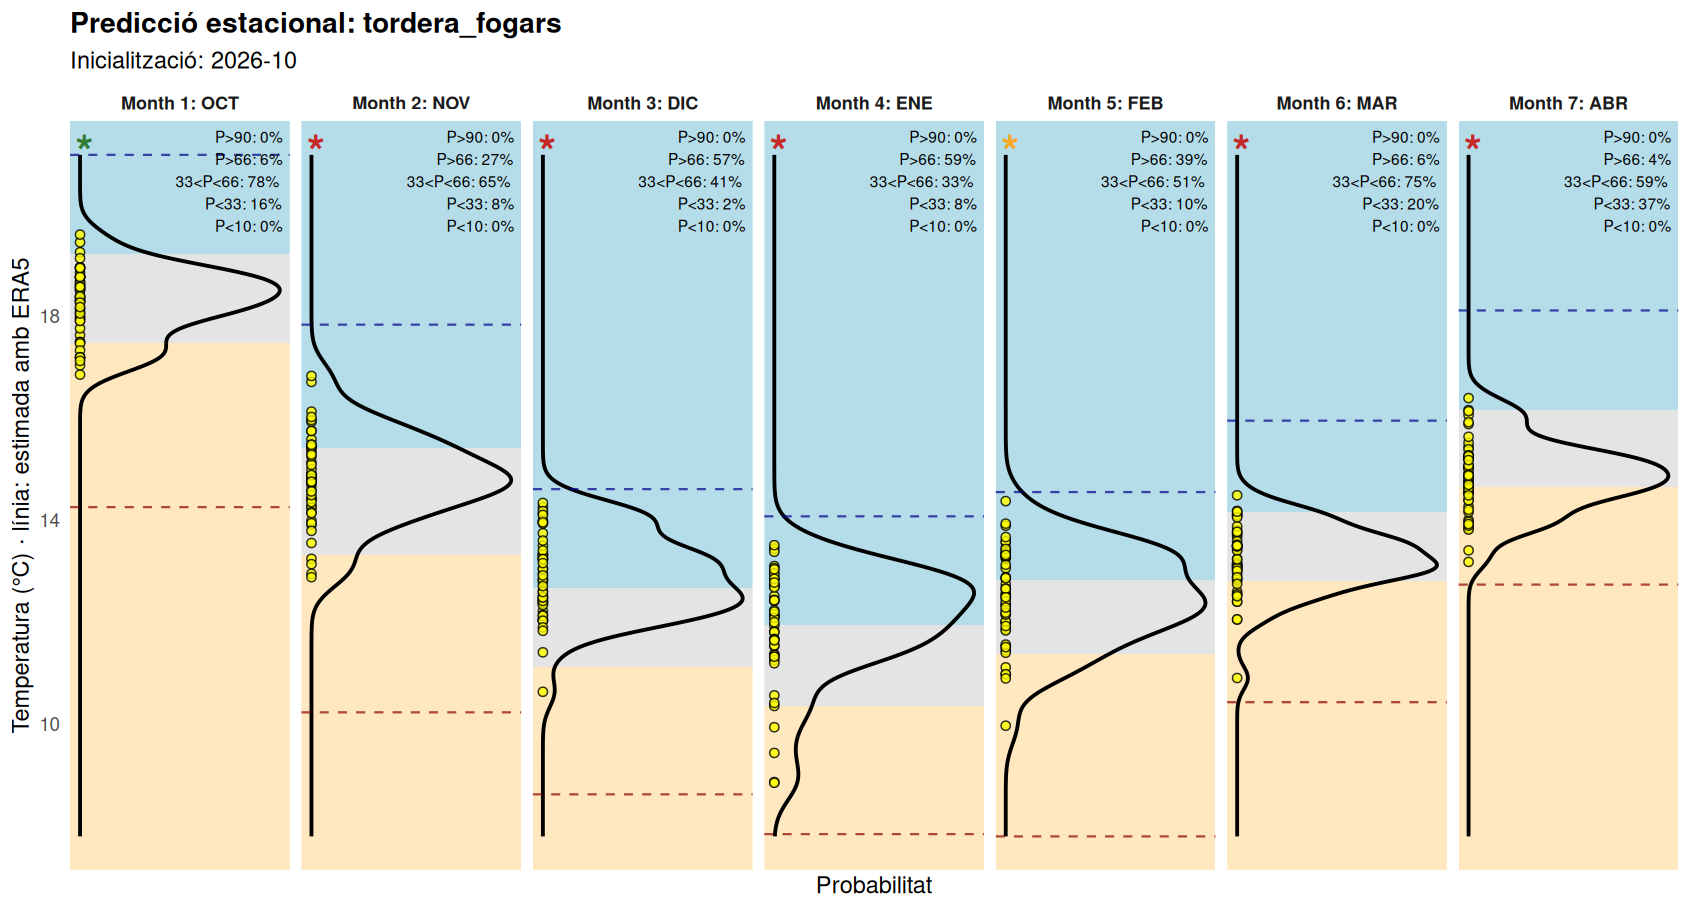 Predicció estacional: tordera_fogars
Inicialització: 2026-10
Month 1: OCT
Month 2: NOV
Month 3: DIC
Month 4: ENE
Month 5: FEB
Month 6: MAR
Month 7: ABR
*
P>90: 0%
P>66: 6%
33<P<66: 78%
P<33: 16%
P<10: 0%
*
P>90: 0%
P>66: 27%
33<P<66: 65%
P<33: 8%
P<10: 0%
*
P>90: 0%
P>66: 57%
33<P<66: 41%
P<33: 2%
P<10: 0%
*
P>90: 0%
P>66: 59%
33<P<66: 33%
P<33: 8%
P<10: 0%
*
P>90: 0%
P>66: 39%
33<P<66: 51%
P<33: 10%
P<10: 0%
*
P>90: 0%
P>66: 6%
33<P<66: 75%
P<33: 20%
P<10: 0%
*
P>90: 0%
P>66: 4%
33<P<66: 59%
P<33: 37%
P<10: 0%
Temperatura (°C) · línia: estimada amb ERA5
18
14
10
Probabilitat